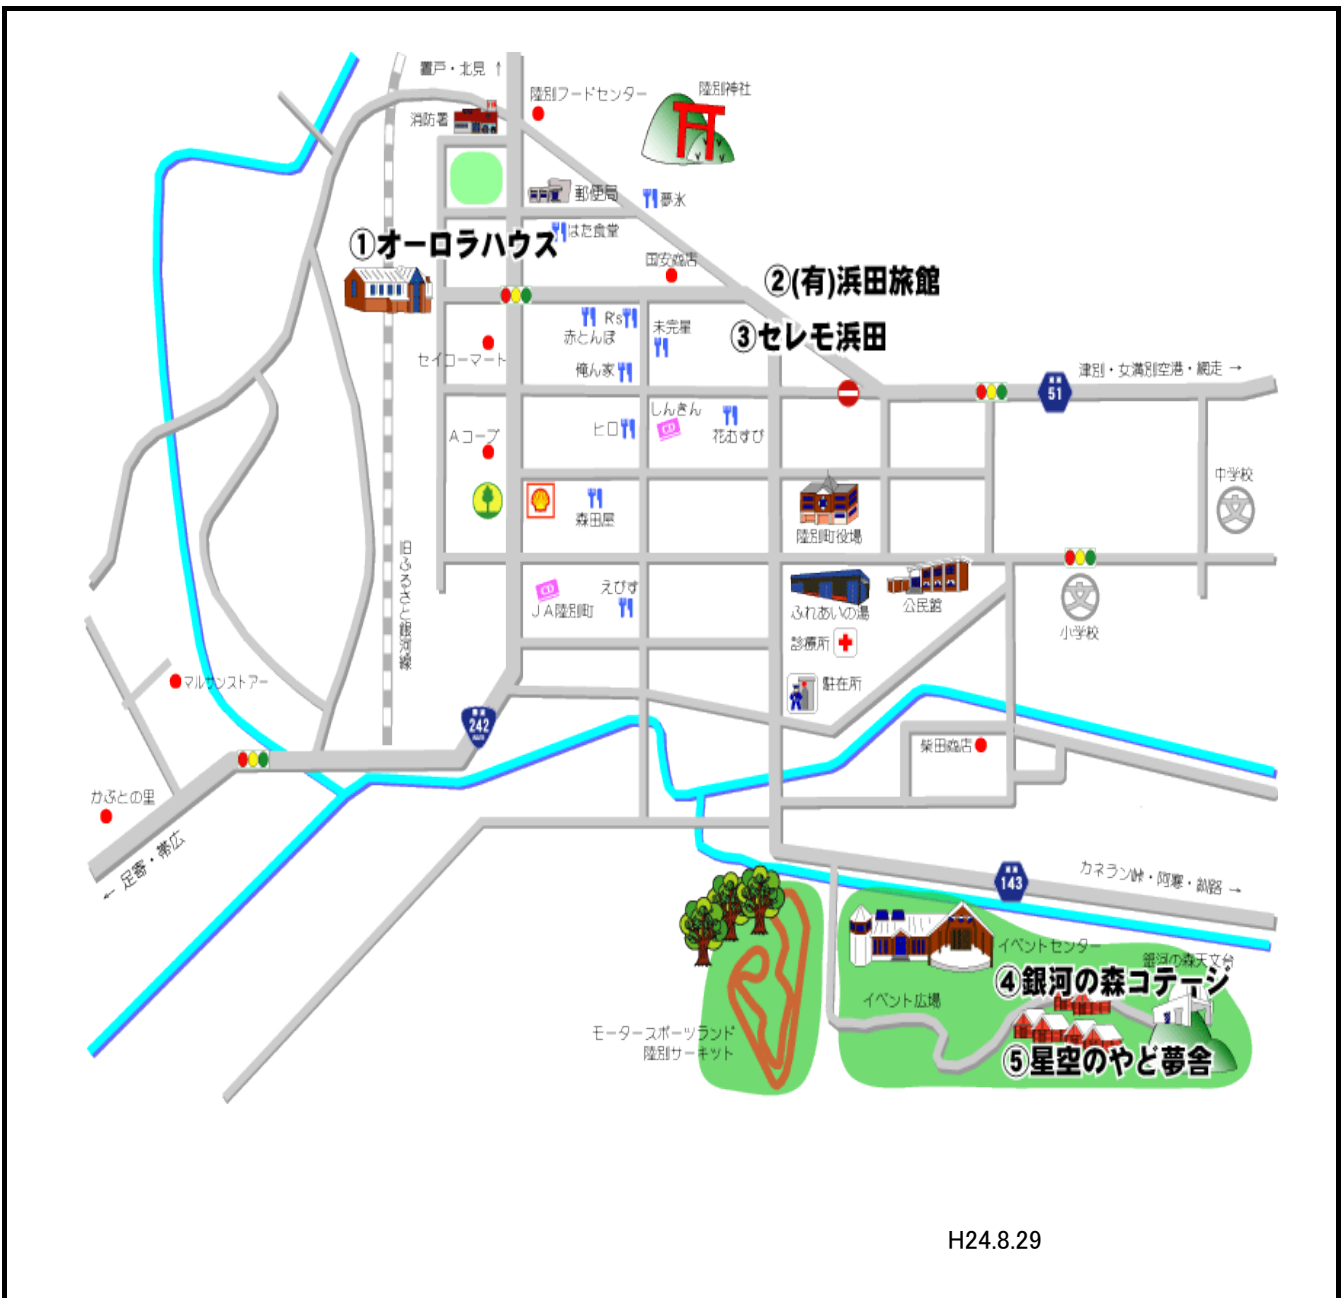 置戸・北見 ↑
陸別フードセンター
陸別神社
消防署
郵便局
夢氷
はた食堂
①オーロラハウス
国安商店
②(有)浜田旅館
R's
赤とんぼ
未完星
③セレモ浜田
セイコーマート
俺ん家
津別・女満別空港・網走 →
51
しんきん
CD
ヒロ
花むすび
Aコープ
中学校
文
森田屋
陸別町役場
旧ふるさと銀河線
CD
えびす
JA陸別町
ふれあいの湯
公民館
文
小学校
診療所
マルサンストアー
駐在所
242
柴田商店
かぶとの里
← 足寄・帯広
カネラン峠・阿寒・釧路 →
143
イベントセンター
銀河の森天文台
④銀河の森コテージ
イベント広場
モータースポーツランド
陸別サーキット
⑤星空のやど夢舎
H24.8.29